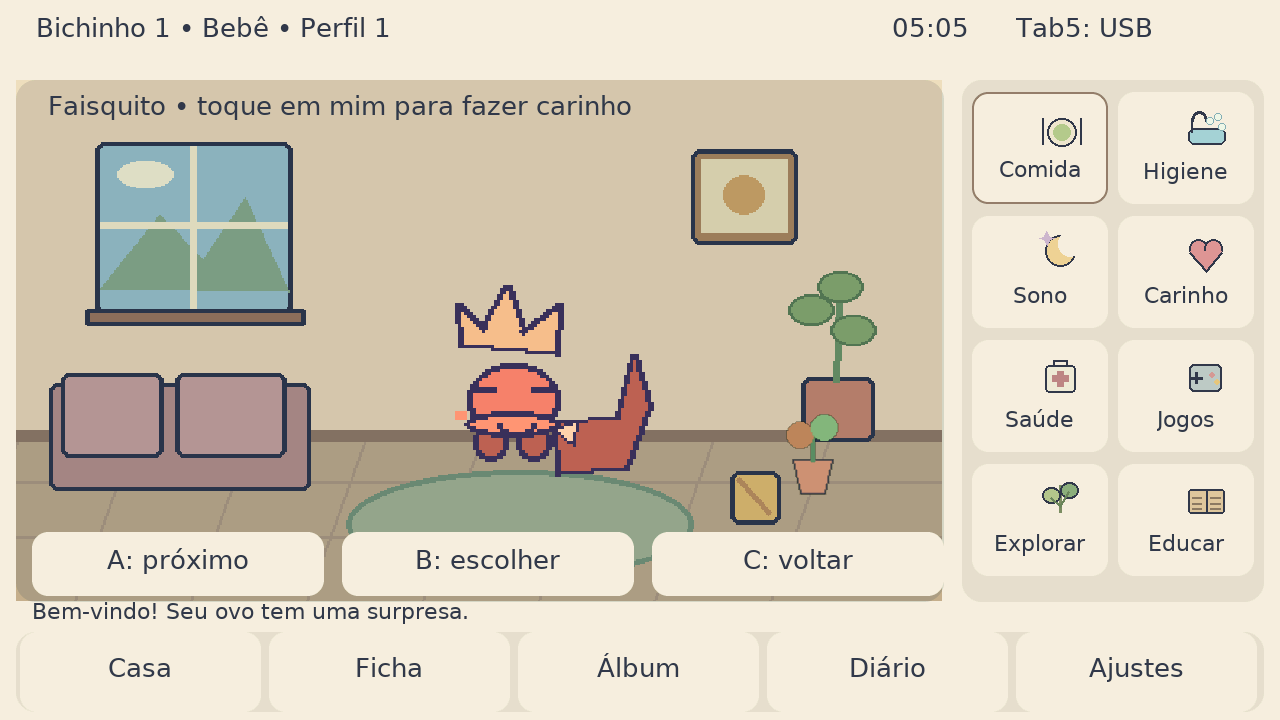 Bichinho 1 • Bebê • Perfil 1
05:05
Tab5: USB
Faisquito • toque em mim para fazer carinho
Comida
Higiene
Sono
Carinho
Saúde
Jogos
Explorar
Educar
A: próximo
B: escolher
C: voltar
Bem-vindo! Seu ovo tem uma surpresa.
Casa
Ficha
Álbum
Diário
Ajustes